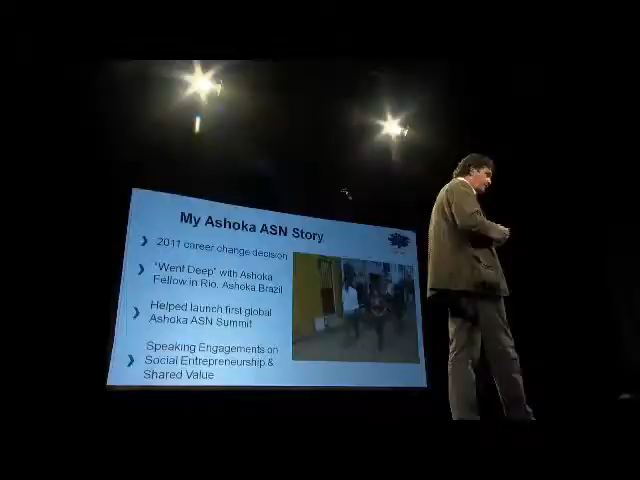 My Ashoka ASN Story
2011 career change decision
"Went Deep" with Ashoka
Fellow in Rio, Ashoka Brazil
Helped launch first global
Ashoka ASN Summit
Speaking Engagements on
Social Entrepreneurship &
Shared Value